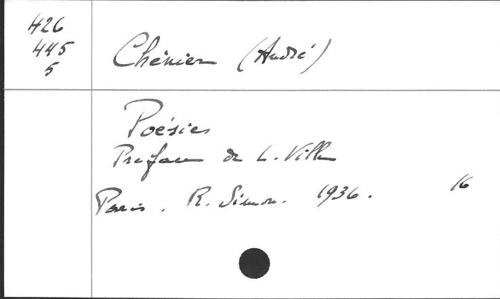 426
445
5
Chénier (André)
Poésies
Préface de L. Ville
Paris. R. Simon. 1936. 16